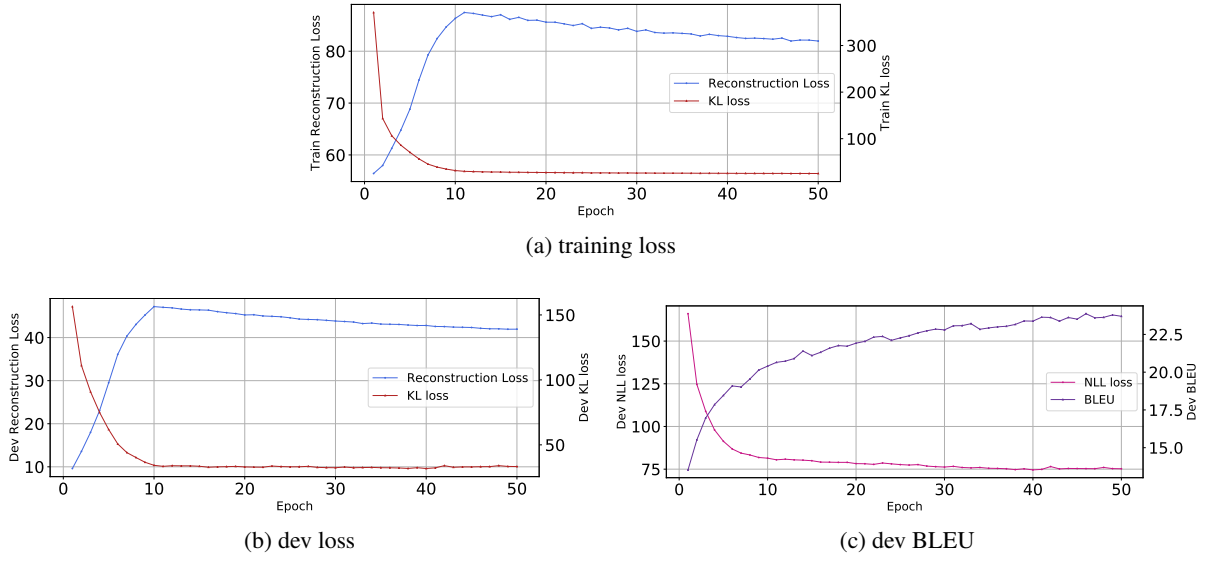 80
70
60
300
200
100
Train Reconstruction Loss
Train KL loss
Reconstruction Loss
KL loss
0 10 20 30 40 50
Epoch
(a) training loss
40
30
20
10
150
100
50
Dev Reconstruction Loss
Dev KL loss
Reconstruction Loss
KL loss
0 10 20 30 40 50
Epoch
(b) dev loss
150
125
100
75
22.5
20.0
17.5
15.0
Dev NLL loss
Dev BLEU
NLL loss
BLEU
0 10 20 30 40 50
Epoch
(c) dev BLEU